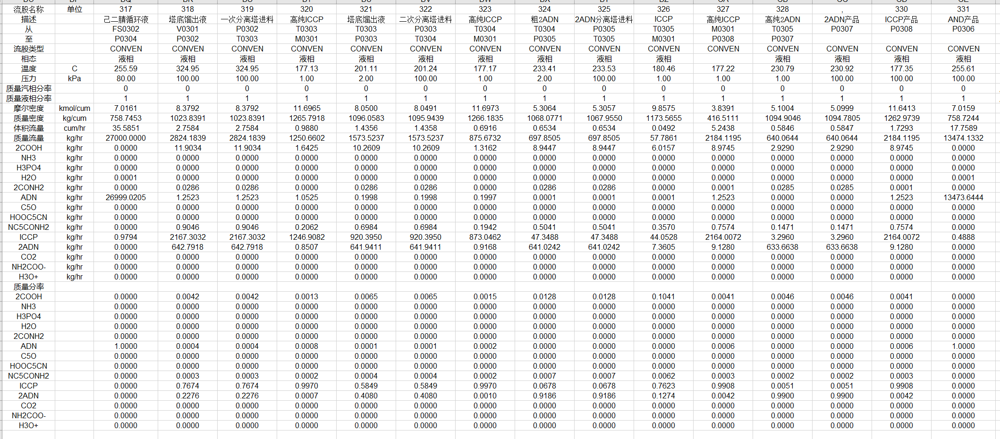 流股名称 单位 317 318 319 320 321 322 323 324 325 326 327 328 , 330 331
描述 己二腈循环液 塔底馏出液 一次分离塔进料 高纯ICCP 塔底馏出液 二次分离塔进料 高纯ICCP 粗2ADN 2ADN分离塔进料 ICCP 高纯ICCP 高纯2ADN 2ADN产品 ICCP产品 AND产品
从 FS0302 V0301 P0302 T0303 T0303 P0303 T0304 T0304 P0305 T0305 M0301 T0305 P0307 P0308 P0306
至 P0304 P0302 T0303 M0301 P0303 T0304 M0301 P0305 T0305 M0301 P0308 P0307
流股类型 CONVEN CONVEN CONVEN CONVEN CONVEN CONVEN CONVEN CONVEN CONVEN CONVEN CONVEN CONVEN CONVEN CONVEN CONVEN
相态 液相 液相 液相 液相 液相 液相 液相 液相 液相 液相 液相 液相 液相 液相
温度 C 255.59 324.95 324.95 177.13 201.11 201.24 177.17 233.41 233.53 180.46 177.22 230.79 230.92 177.35 255.61
压力 kPa 80.00 100.00 100.00 1.00 2.00 100.00 1.00 2.00 100.00 1.00 1.00 1.00 100.00 100.00 100.00
质量汽相分率 0 0 0 0 0 0 0 0 0 0 0 0 0 0 0
质量液相分率 1 1 1 1 1 1 1 1 1 1 1 1 1 1 1
摩尔密度 kmol/cum 7.0161 8.3792 8.3792 11.6965 8.0500 8.0491 11.6973 5.3064 5.3057 9.8575 3.8391 5.1004 5.0999 11.6413 7.0159
质量密度 kg/cum 758.7453 1023.8391 1023.8391 1265.7918 1096.0583 1095.9439 1266.1835 1068.0771 1067.9550 1173.5655 416.5111 1094.9046 1094.7805 1262.9739 758.7244
体积流量 cum/hr 35.5851 2.7584 2.7584 0.9880 1.4356 1.4358 0.6916 0.6534 0.6534 0.0492 5.2438 0.5846 0.5847 1.7293 17.7589
质量流量 kg/hr 27000.0000 2824.1839 2824.1839 1250.6602 1573.5237 1573.5237 875.6732 697.8505 697.8505 57.7861 2184.1195 640.0644 640.0644 2184.1195 13474.1332
2COOH kg/hr 0.0000 11.9034 11.9034 1.6425 10.2609 10.2609 1.3162 8.9447 8.9447 6.0157 8.9745 2.9290 2.9290 8.9745 0.0000
NH3 kg/hr 0.0000 0.0000 0.0000 0.0000 0.0000 0.0000 0.0000 0.0000 0.0000 0.0000 0.0000 0.0000 0.0000 0.0000 0.0000
H3PO4 kg/hr 0.0000 0.0000 0.0000 0.0000 0.0000 0.0000 0.0000 0.0000 0.0000 0.0000 0.0000 0.0000 0.0000 0.0000 0.0000
H2O kg/hr 0.0001 0.0000 0.0000 0.0000 0.0000 0.0000 0.0000 0.0000 0.0000 0.0000 0.0000 0.0000 0.0000 0.0000 0.0001
2CONH2 kg/hr 0.0000 0.0286 0.0286 0.0000 0.0286 0.0286 0.0000 0.0286 0.0286 0.0000 0.0001 0.0285 0.0285 0.0001 0.0000
ADN kg/hr 26999.0205 1.2523 1.2523 1.0525 0.1998 0.1998 0.1997 0.0001 0.0001 0.0001 1.2523 0.0000 0.0000 1.2523 13473.6444
C5O kg/hr 0.0000 0.0000 0.0000 0.0000 0.0000 0.0000 0.0000 0.0000 0.0000 0.0000 0.0000 0.0000 0.0000 0.0000 0.0000
HOOC5CN kg/hr 0.0000 0.0000 0.0000 0.0000 0.0000 0.0000 0.0000 0.0000 0.0000 0.0000 0.0000 0.0000 0.0000 0.0000 0.0000
NC5CONH2 kg/hr 0.0000 0.9046 0.9046 0.2062 0.6984 0.6984 0.1942 0.5041 0.5041 0.3570 0.7574 0.1471 0.1471 0.7574 0.0000
ICCP kg/hr 0.9794 2167.3032 2167.3032 1246.9082 920.3950 920.3950 873.0462 47.3488 47.3488 44.0528 2164.0072 3.2960 3.2960 2164.0072 0.4888
2ADN kg/hr 0.0000 642.7918 642.7918 0.8507 641.9411 641.9411 0.9168 641.0242 641.0242 7.3605 9.1280 633.6638 633.6638 9.1280 0.0000
CO2 kg/hr 0.0000 0.0000 0.0000 0.0000 0.0000 0.0000 0.0000 0.0000 0.0000 0.0000 0.0000 0.0000 0.0000 0.0000 0.0000
NH2COO- kg/hr 0.0000 0.0000 0.0000 0.0000 0.0000 0.0000 0.0000 0.0000 0.0000 0.0000 0.0000 0.0000 0.0000 0.0000 0.0000
H3O+ kg/hr 0.0000 0.0000 0.0000 0.0000 0.0000 0.0000 0.0000 0.0000 0.0000 0.0000 0.0000 0.0000 0.0000 0.0000 0.0000
质量分率
2COOH 0.0000 0.0042 0.0042 0.0013 0.0065 0.0065 0.0015 0.0128 0.0128 0.1041 0.0041 0.0046 0.0046 0.0041 0.0000
NH3 0.0000 0.0000 0.0000 0.0000 0.0000 0.0000 0.0000 0.0000 0.0000 0.0000 0.0000 0.0000 0.0000 0.0000 0.0000
H3PO4 0.0000 0.0000 0.0000 0.0000 0.0000 0.0000 0.0000 0.0000 0.0000 0.0000 0.0000 0.0000 0.0000 0.0000 0.0000
H2O 0.0000 0.0000 0.0000 0.0000 0.0000 0.0000 0.0000 0.0000 0.0000 0.0000 0.0000 0.0000 0.0000 0.0000 0.0000
2CONH2 0.0000 0.0000 0.0000 0.0000 0.0000 0.0000 0.0000 0.0000 0.0000 0.0000 0.0000 0.0000 0.0000 0.0000 0.0000
ADN 1.0000 0.0004 0.0004 0.0008 0.0001 0.0001 0.0002 0.0000 0.0000 0.0000 0.0006 0.0000 0.0000 0.0006 1.0000
C5O 0.0000 0.0000 0.0000 0.0000 0.0000 0.0000 0.0000 0.0000 0.0000 0.0000 0.0000 0.0000 0.0000 0.0000 0.0000
HOOC5CN 0.0000 0.0000 0.0000 0.0000 0.0000 0.0000 0.0000 0.0000 0.0000 0.0000 0.0000 0.0000 0.0000 0.0000 0.0000
NC5CONH2 0.0000 0.0003 0.0003 0.0002 0.0004 0.0004 0.0002 0.0007 0.0007 0.0062 0.0003 0.0002 0.0002 0.0003 0.0000
ICCP 0.0000 0.7674 0.7674 0.9970 0.5849 0.5849 0.9970 0.0678 0.0678 0.7623 0.9908 0.0051 0.0051 0.9908 0.0000
2ADN 0.0000 0.2276 0.2276 0.0007 0.4080 0.4080 0.0010 0.9186 0.9186 0.1274 0.0042 0.9900 0.9900 0.0042 0.0000
CO2 0.0000 0.0000 0.0000 0.0000 0.0000 0.0000 0.0000 0.0000 0.0000 0.0000 0.0000 0.0000 0.0000 0.0000 0.0000
NH2COO- 0.0000 0.0000 0.0000 0.0000 0.0000 0.0000 0.0000 0.0000 0.0000 0.0000 0.0000 0.0000 0.0000 0.0000 0.0000
H3O+ 0.0000 0.0000 0.0000 0.0000 0.0000 0.0000 0.0000 0.0000 0.0000 0.0000 0.0000 0.0000 0.0000 0.0000 0.0000